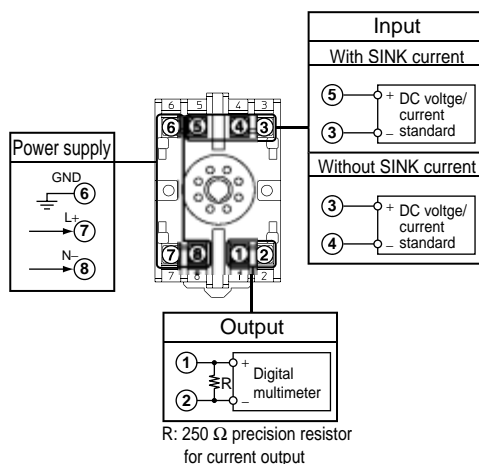 Input
With SINK current
5
+ DC voltge/
current
3
– standard
Without SINK current
3
+ DC voltge/
current
4
– standard
6 5 4 3
6 5 4 3
Power supply
GND
6
L+
7
N–
8
7 8 1 2
7 8 1 2
Output
1
+
R
Digital
multimeter
2
–
R: 250 Ω precision resistor
for current output